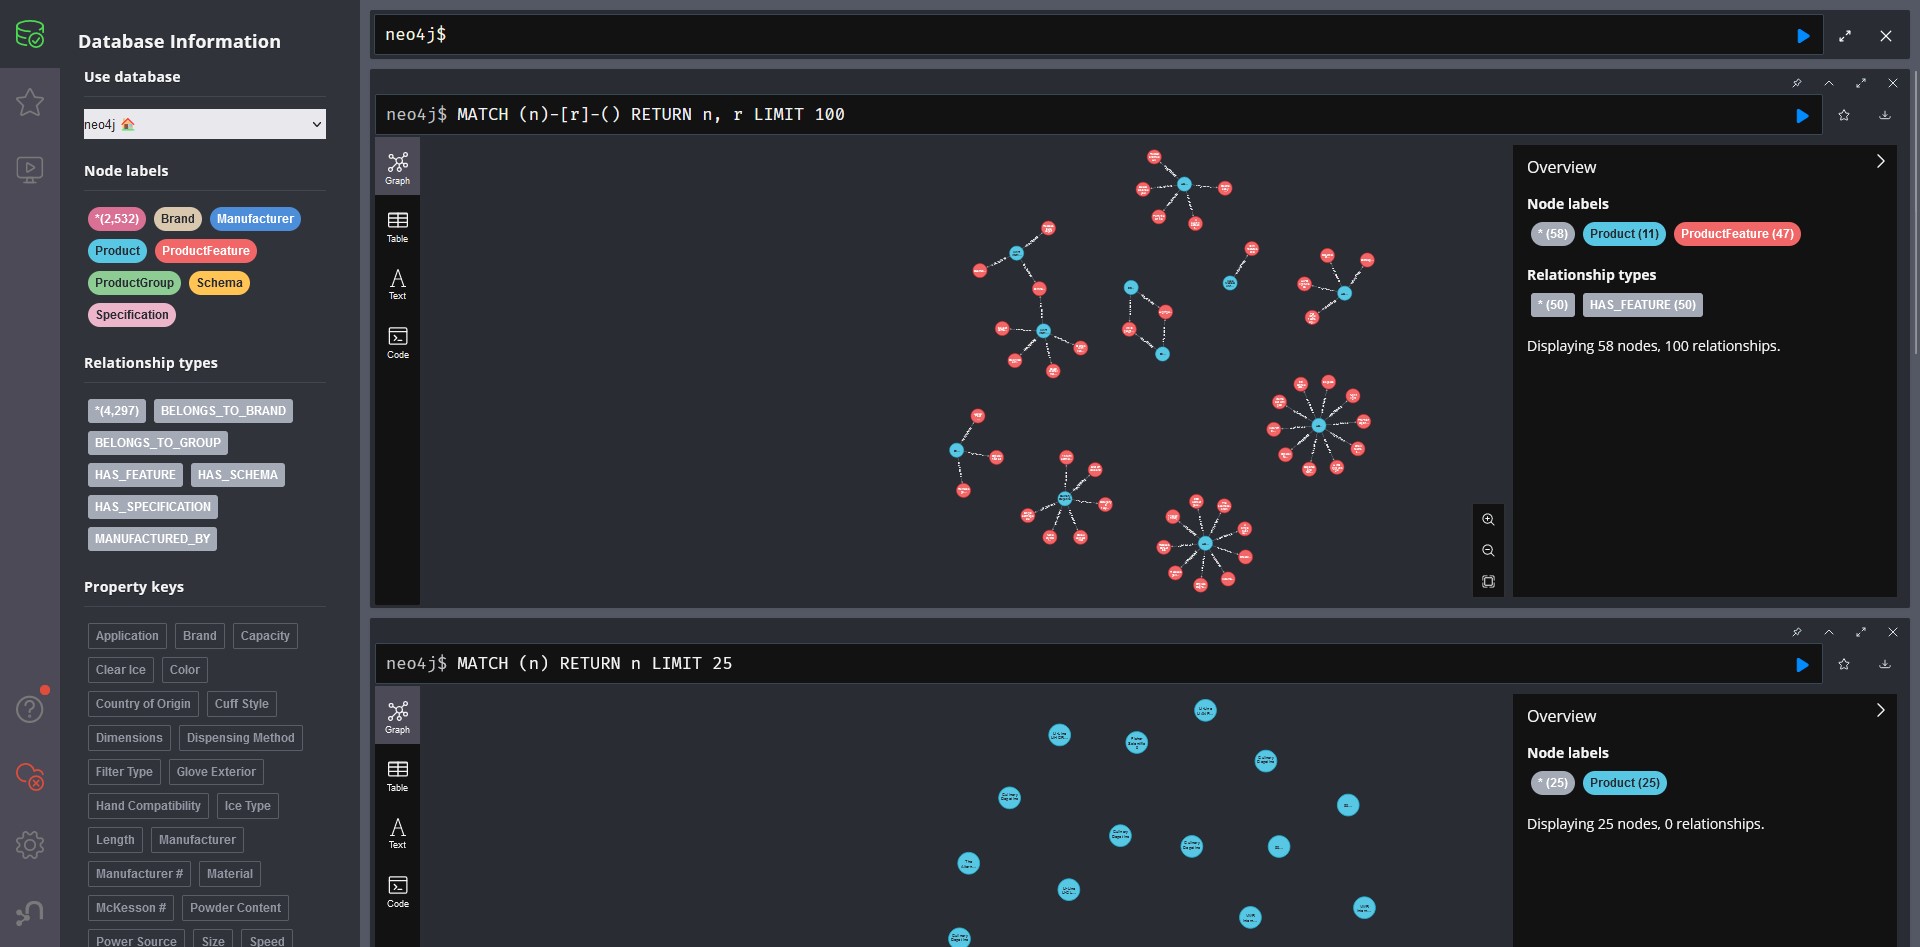 Database Information
Use database
neo4j
Node labels
*(2,532) Brand Manufacturer
Product ProductFeature
ProductGroup Schema
Specification
Relationship types
*(4,297) BELONGS_TO_BRAND
BELONGS_TO_GROUP
HAS_FEATURE HAS_SCHEMA
HAS_SPECIFICATION
MANUFACTURED_BY
Property keys
Application Brand Capacity
Clear Ice Color
Country of Origin Cuff Style
Dimensions Dispensing Method
Filter Type Glove Exterior
Hand Compatibility Ice Type
Length Manufacturer
Manufacturer # Material
McKesson # Powder Content
Power Source Size Speed
neo4j$
neo4j$ MATCH (n)-[r]-() RETURN n, r LIMIT 100
Graph
Table
Text
Code
Overview
Node labels
* (58) Product (11) ProductFeature (47)
Relationship types
* (50) HAS_FEATURE (50)
Displaying 58 nodes, 100 relationships.
neo4j$ MATCH (n) RETURN n LIMIT 25
Graph
Table
Text
Code
Overview
Node labels
* (25) Product (25)
Displaying 25 nodes, 0 relationships.